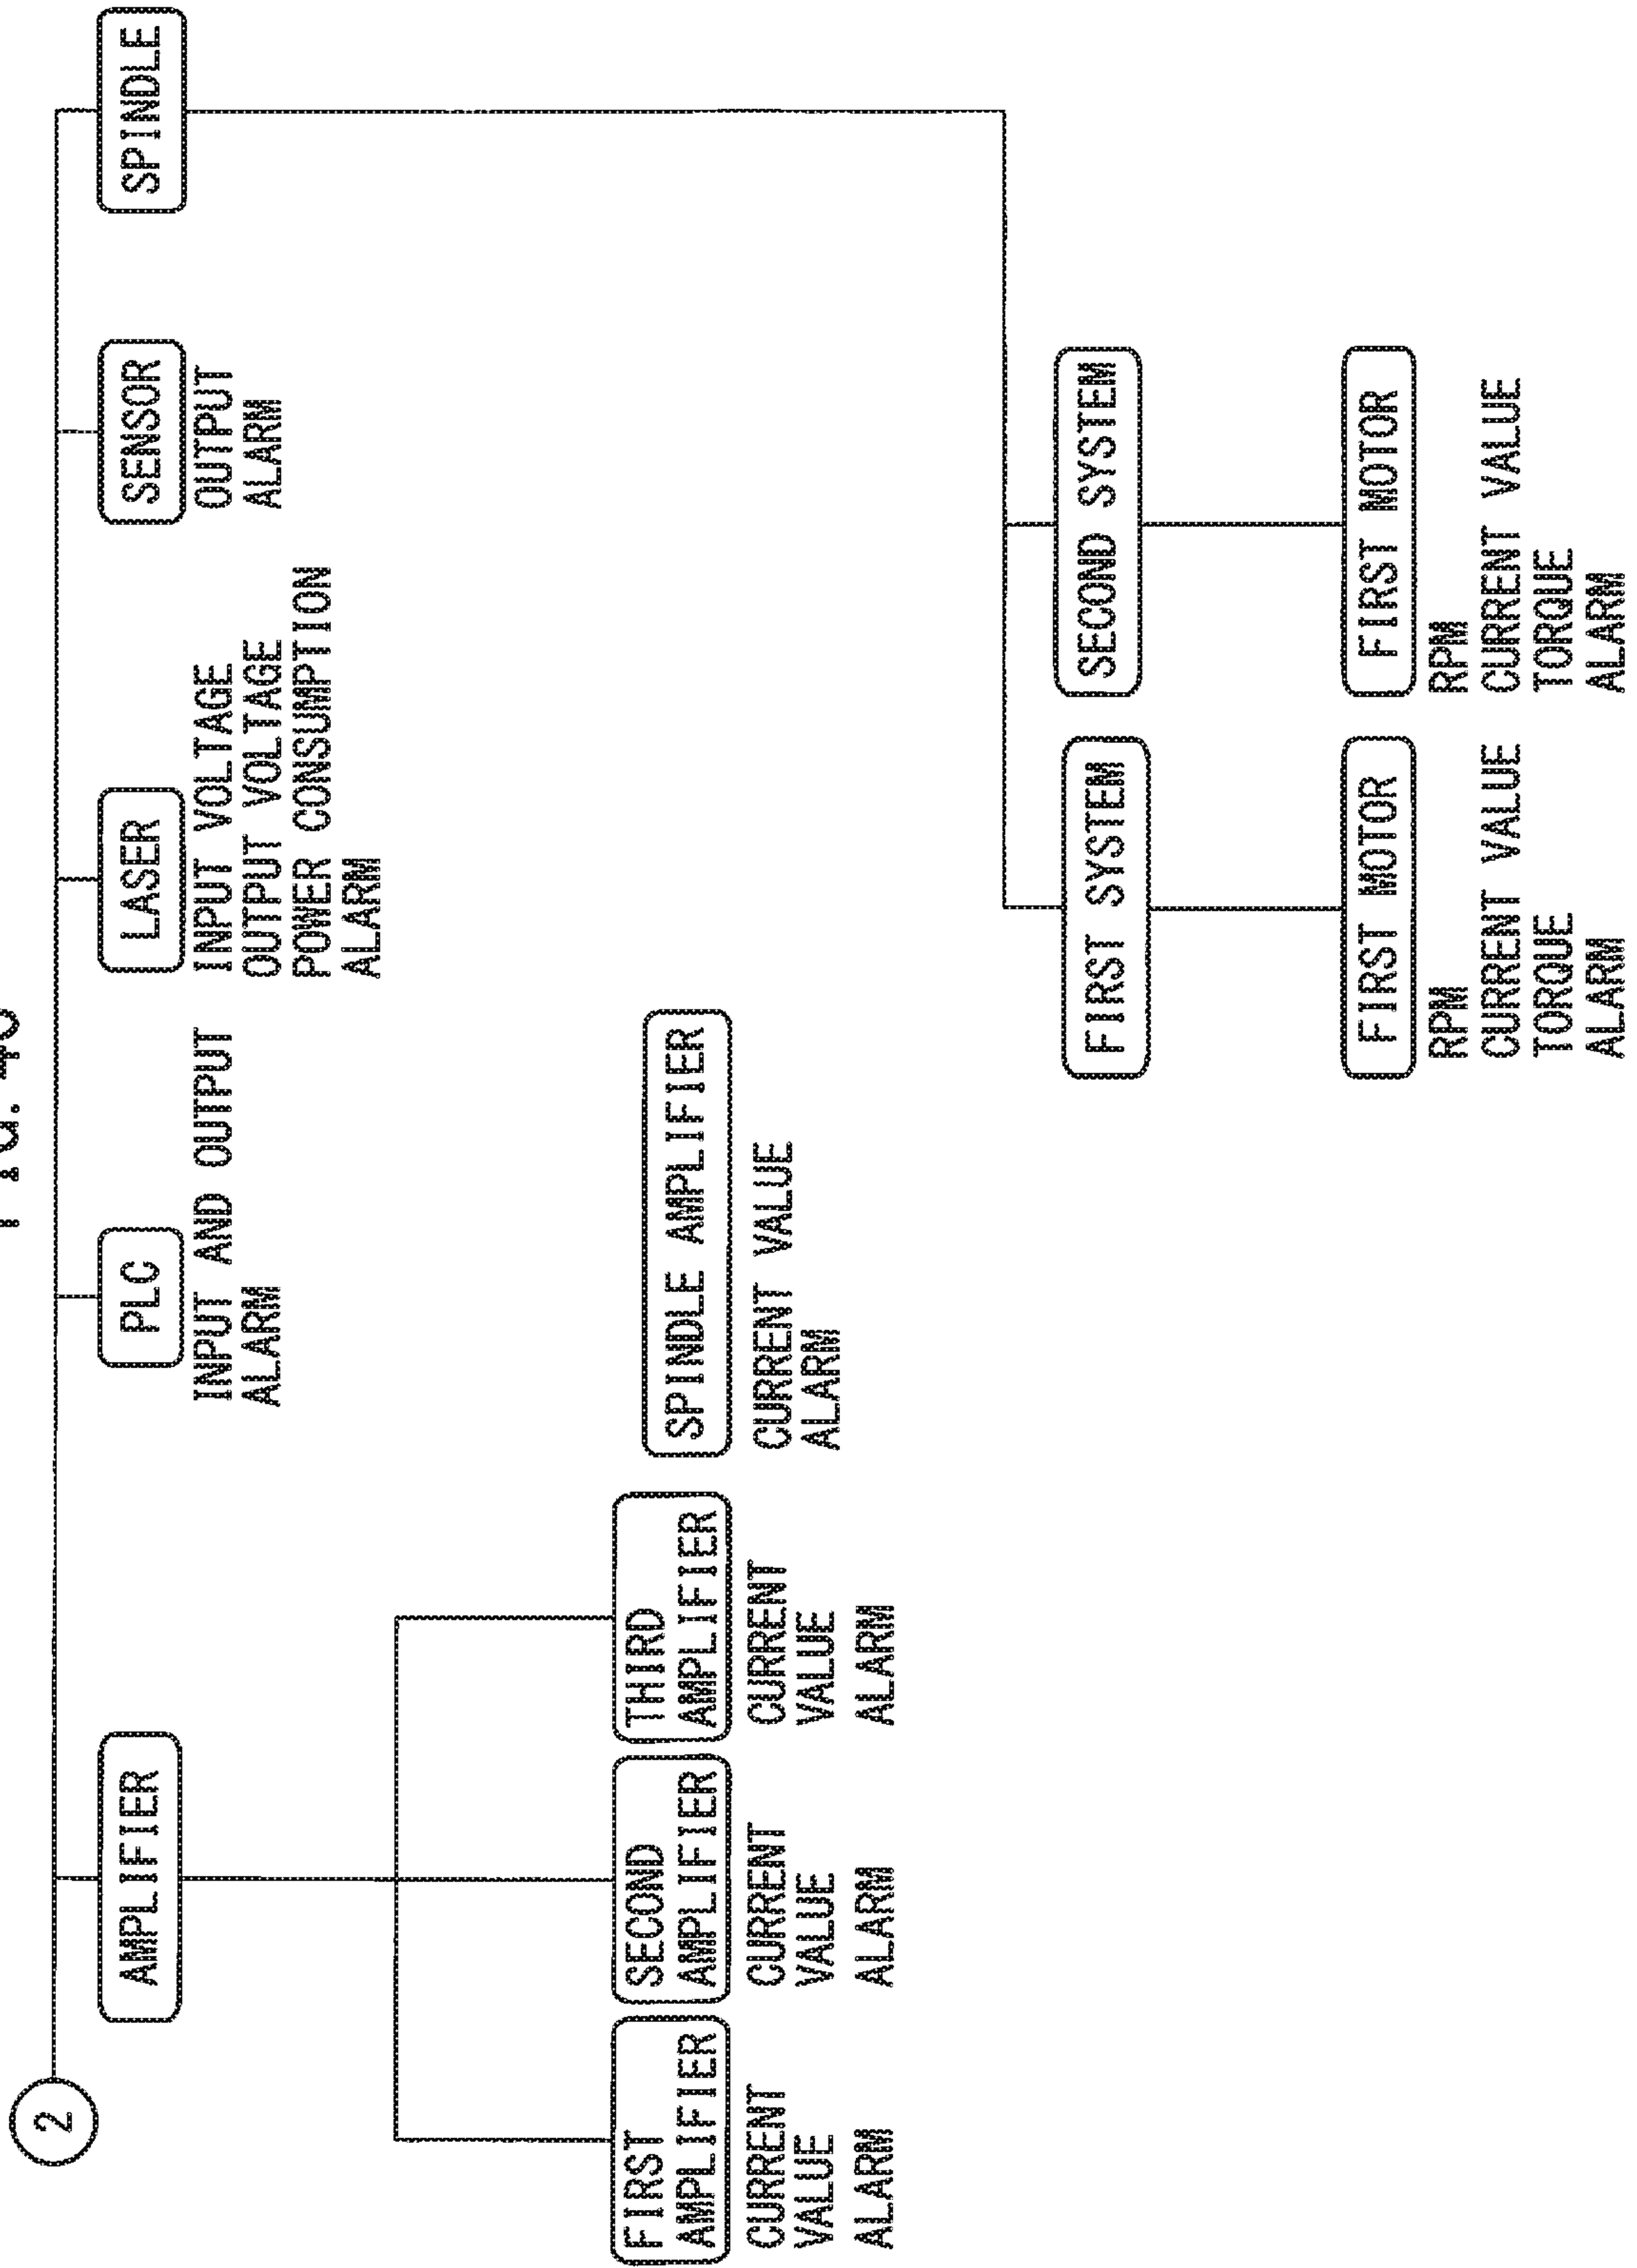 2
AMPLIFIER
PLC
INPUT AND OUTPUT
ALARM
LASER
INPUT VOLTAGE
OUTPUT VOLTAGE
POWER CONSUMPTION
ALARM
SENSOR
OUTPUT
ALARM
SPINDLE
FIRST
AMPLIFIER
CURRENT
VALUE
ALARM
SECOND
AMPLIFIER
CURRENT
VALUE
ALARM
THIRD
AMPLIFIER
CURRENT
VALUE
ALARM
SPINDLE AMPLIFIER
CURRENT VALUE
ALARM
FIRST SYSTEM
SECOND SYSTEM
FIRST MOTOR
RPM
CURRENT VALUE
TORQUE
ALARM
FIRST MOTOR
RPM
CURRENT VALUE
TORQUE
ALARM